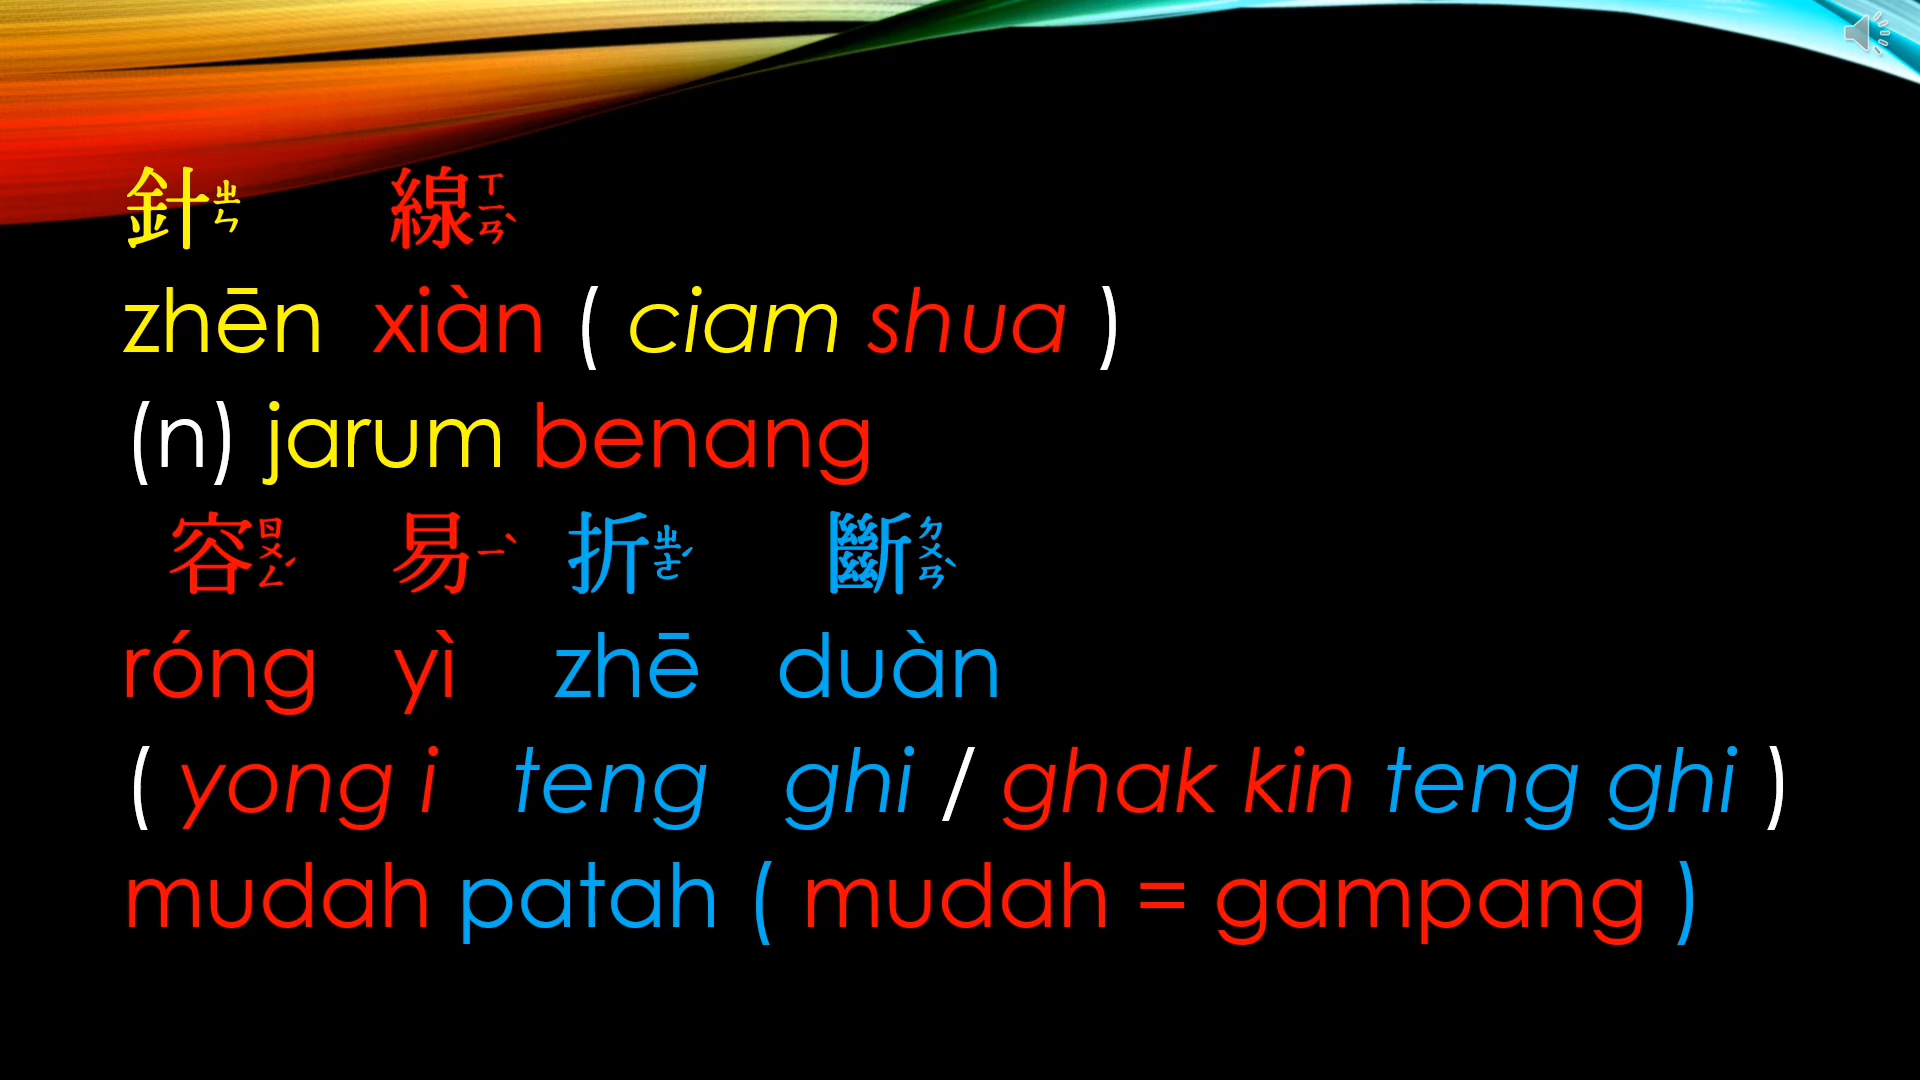 針ㄓㄣ 線ㄒㄧㄢˋ
zhēn xiàn ( ciam shua )
(n) jarum benang
容ㄖㄨㄥˊ 易ㄧˋ 折ㄓㄜˊ 斷ㄉㄨㄢˋ
róng yì zhē duàn
( yong i teng ghi / ghak kin teng ghi )
mudah patah ( mudah = gampang )